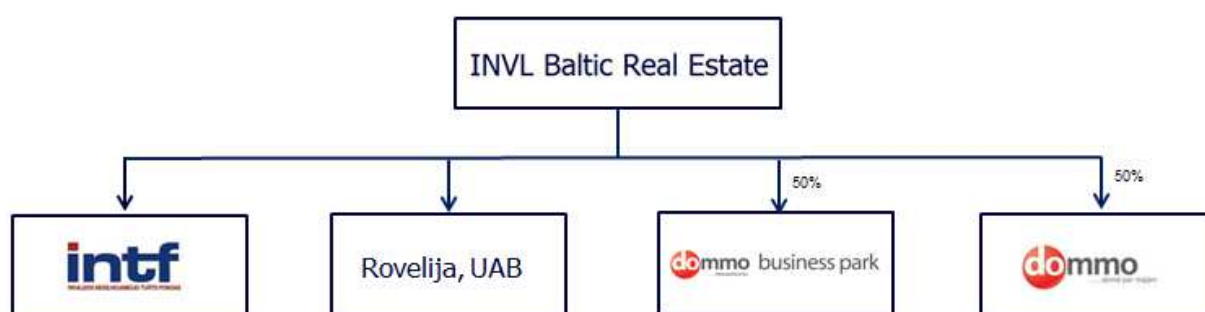 INVL Baltic Real Estate
50%
50%
intf
Rovelija, UAB
dommo business park
dommo